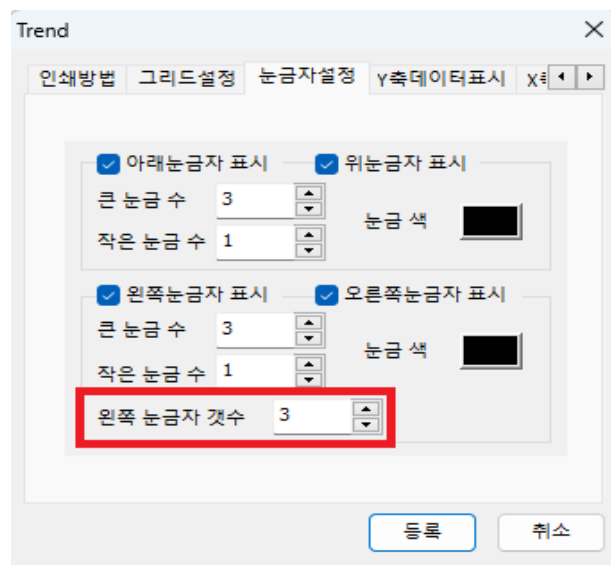 Trend
인쇄방법 그리드설정 눈금자설정 Y축데이터표시
아래눈금자 표시 위눈금자 표시
큰 눈금 수 3
눈금 색
작은 눈금 수 1
왼쪽눈금자 표시 오른쪽눈금자 표시
큰 눈금 수 3
눈금 색
작은 눈금 수 1
왼쪽 눈금자 갯수 3
등록 취소